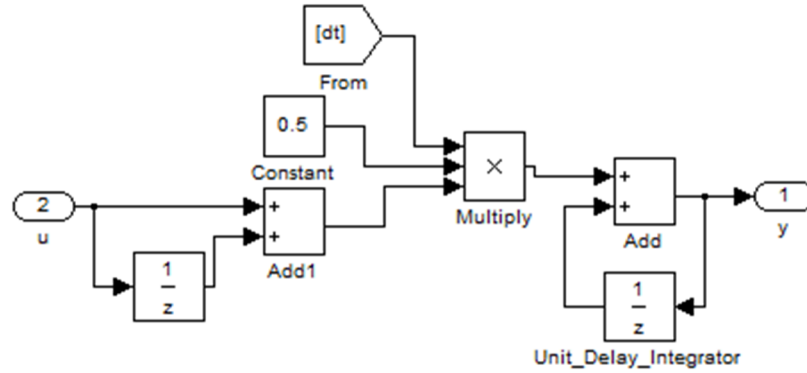 [dt]
From
0.5
Constant
×
Multiply
2
u
+
+
Add1
1
z
+
+
Add
1
y
1
z
Unit_Delay_Integrator